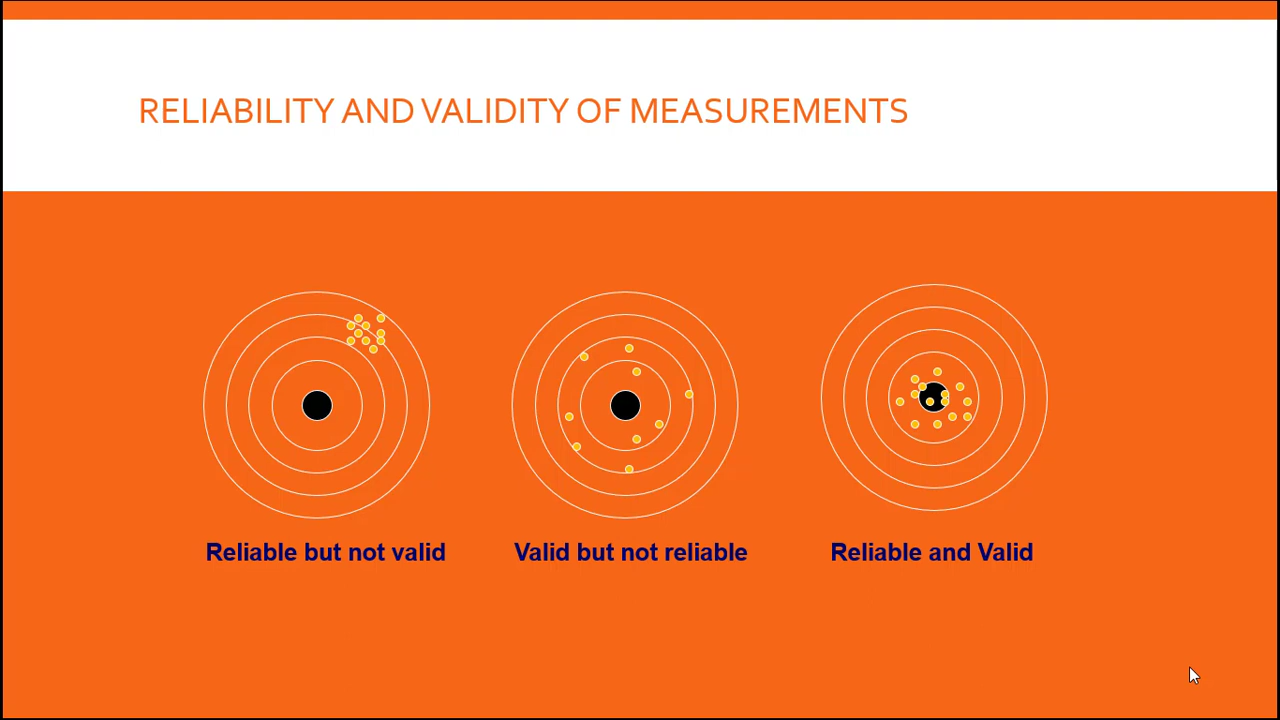 RELIABILITY AND VALIDITY OF MEASUREMENTS
Reliable but not valid
Valid but not reliable
Reliable and Valid